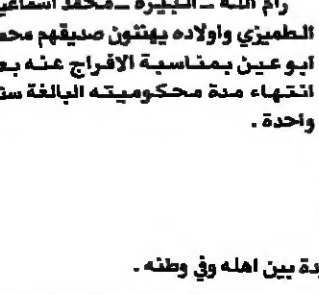 رام الله - البيرة - محمد اسماعيل
الطميزي واولاده يهنئون صديقهم محمد
ابو عين بمناسبة الافراج عنه بعد
انتهاء مدة محكوميته البالغة سنة
واحدة .
بين اهله وفي وطنه .